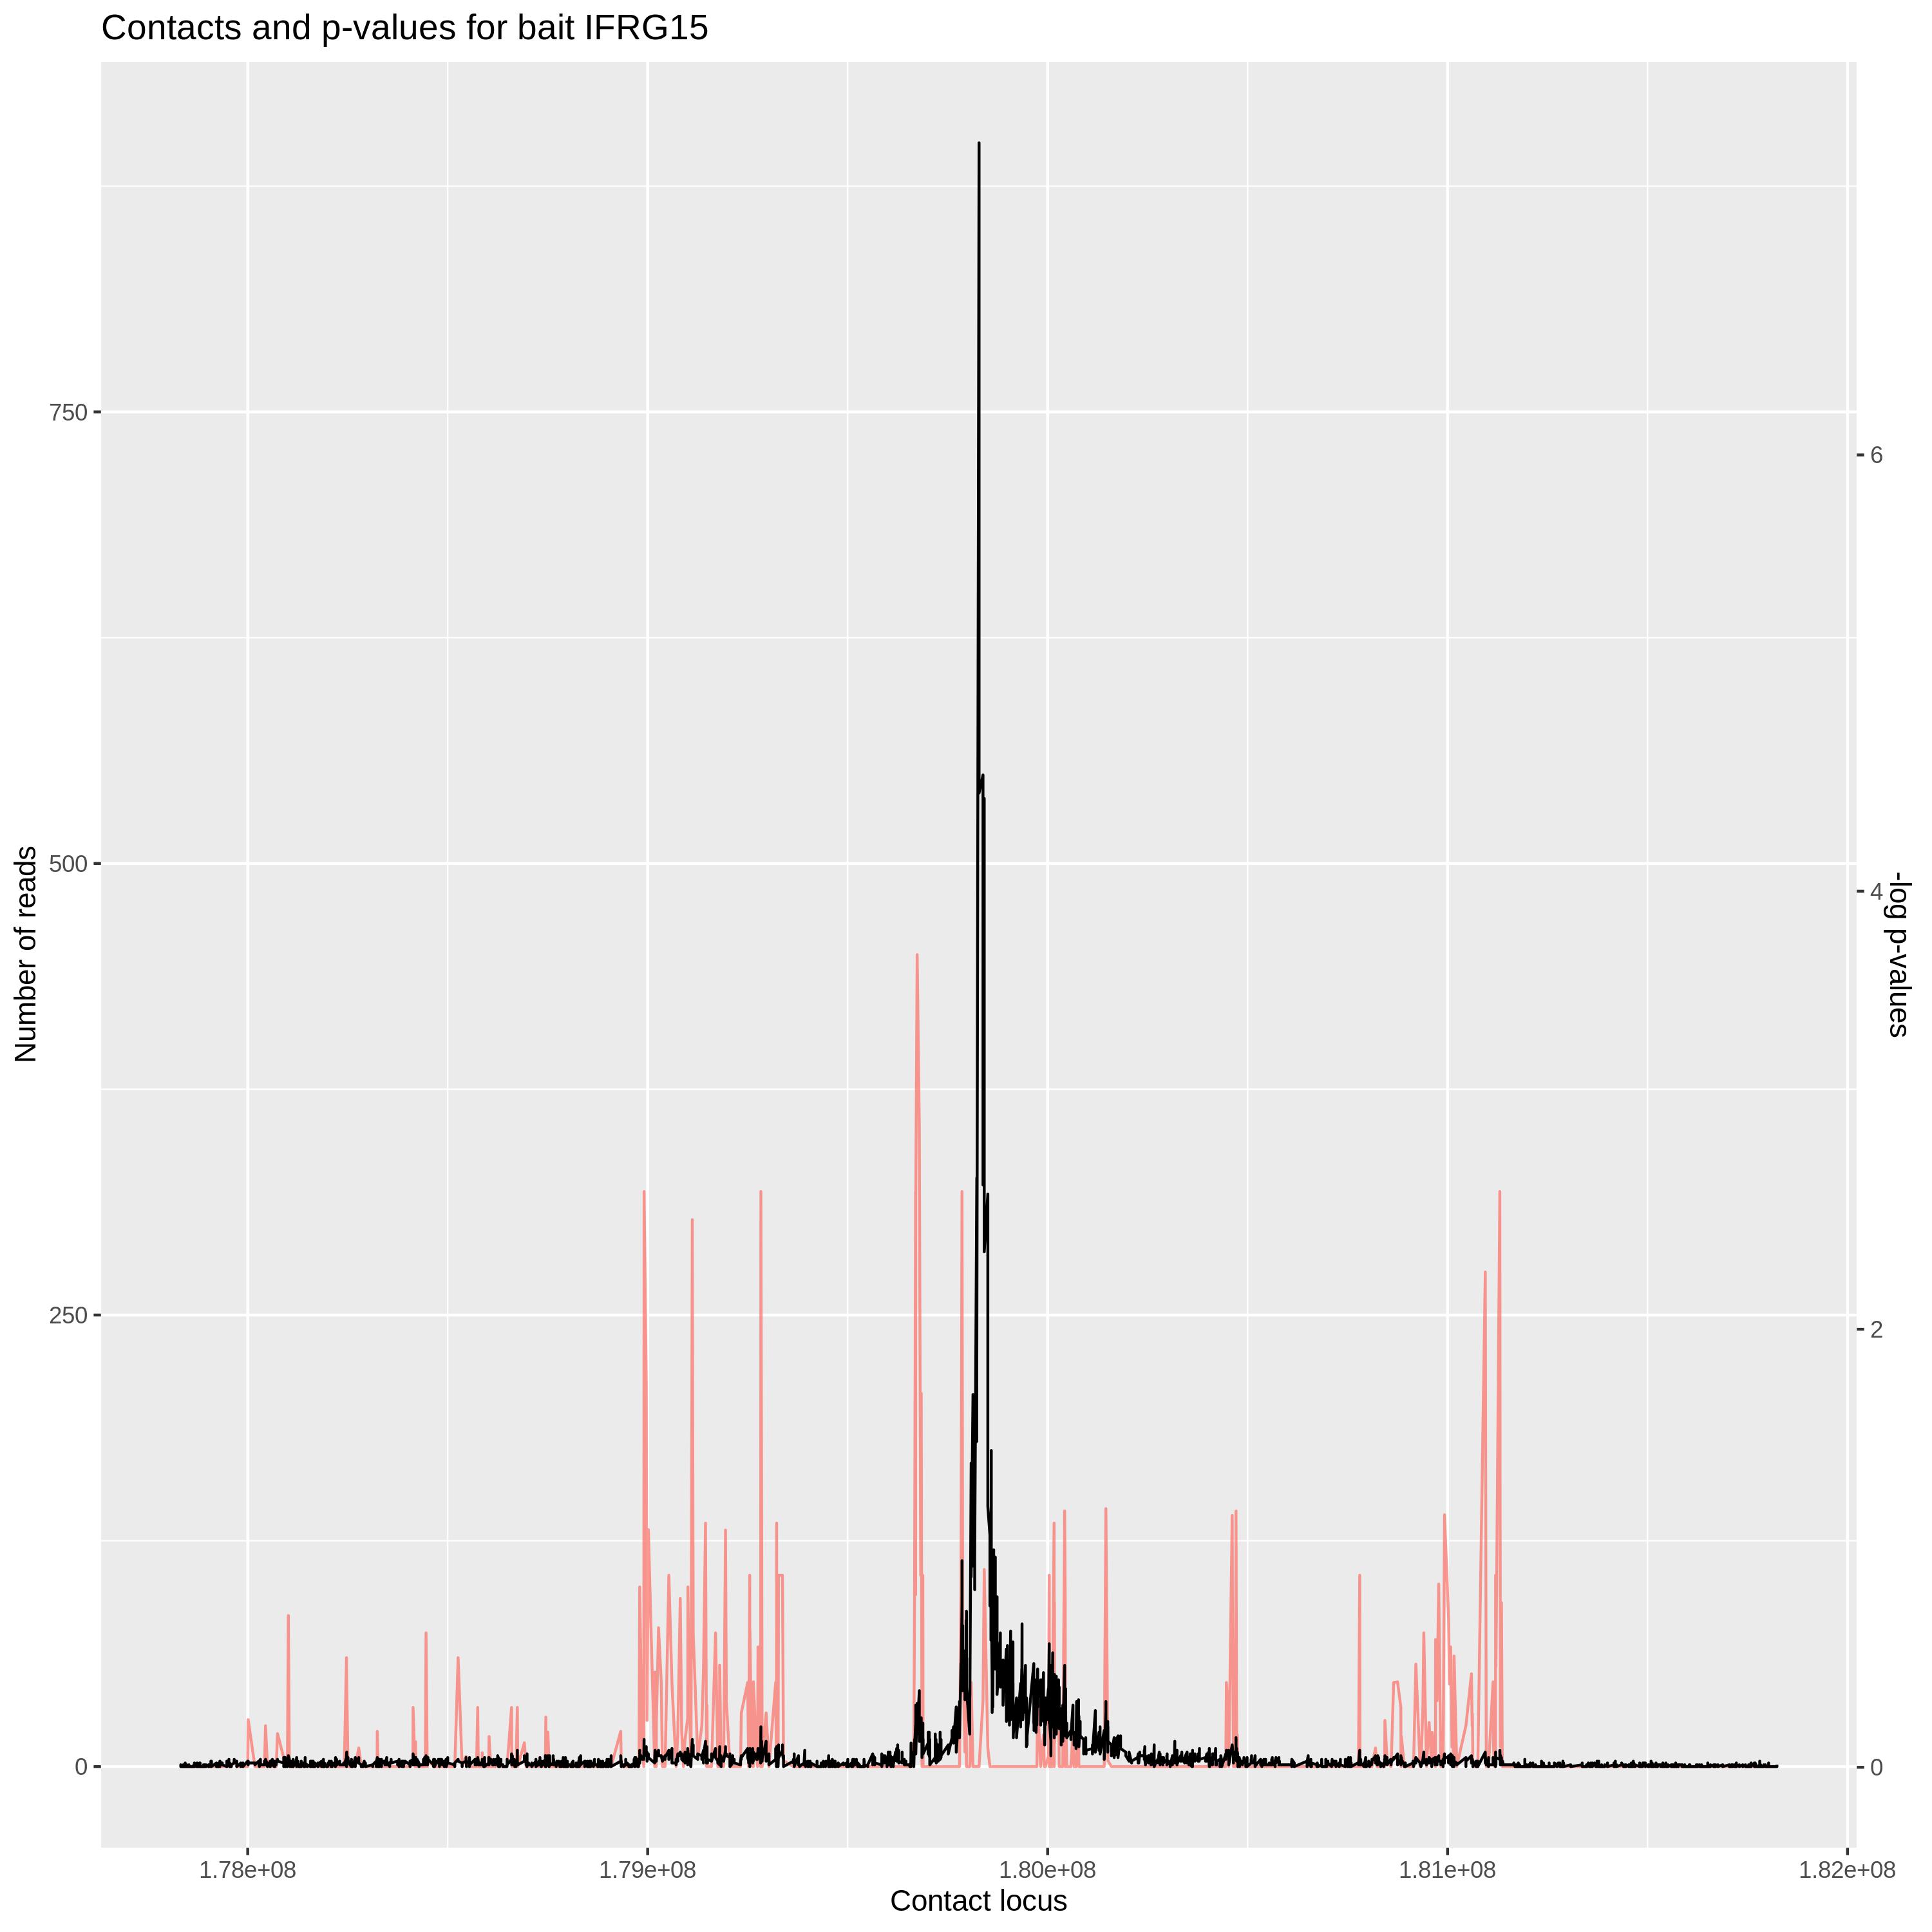 Contacts and p-values for bait IFRG15
750
500
250
0
Number of reads
6
4
2
0
-log p-values
1.78e+08 1.79e+08 1.80e+08 1.81e+08 1.82e+08
Contact locus